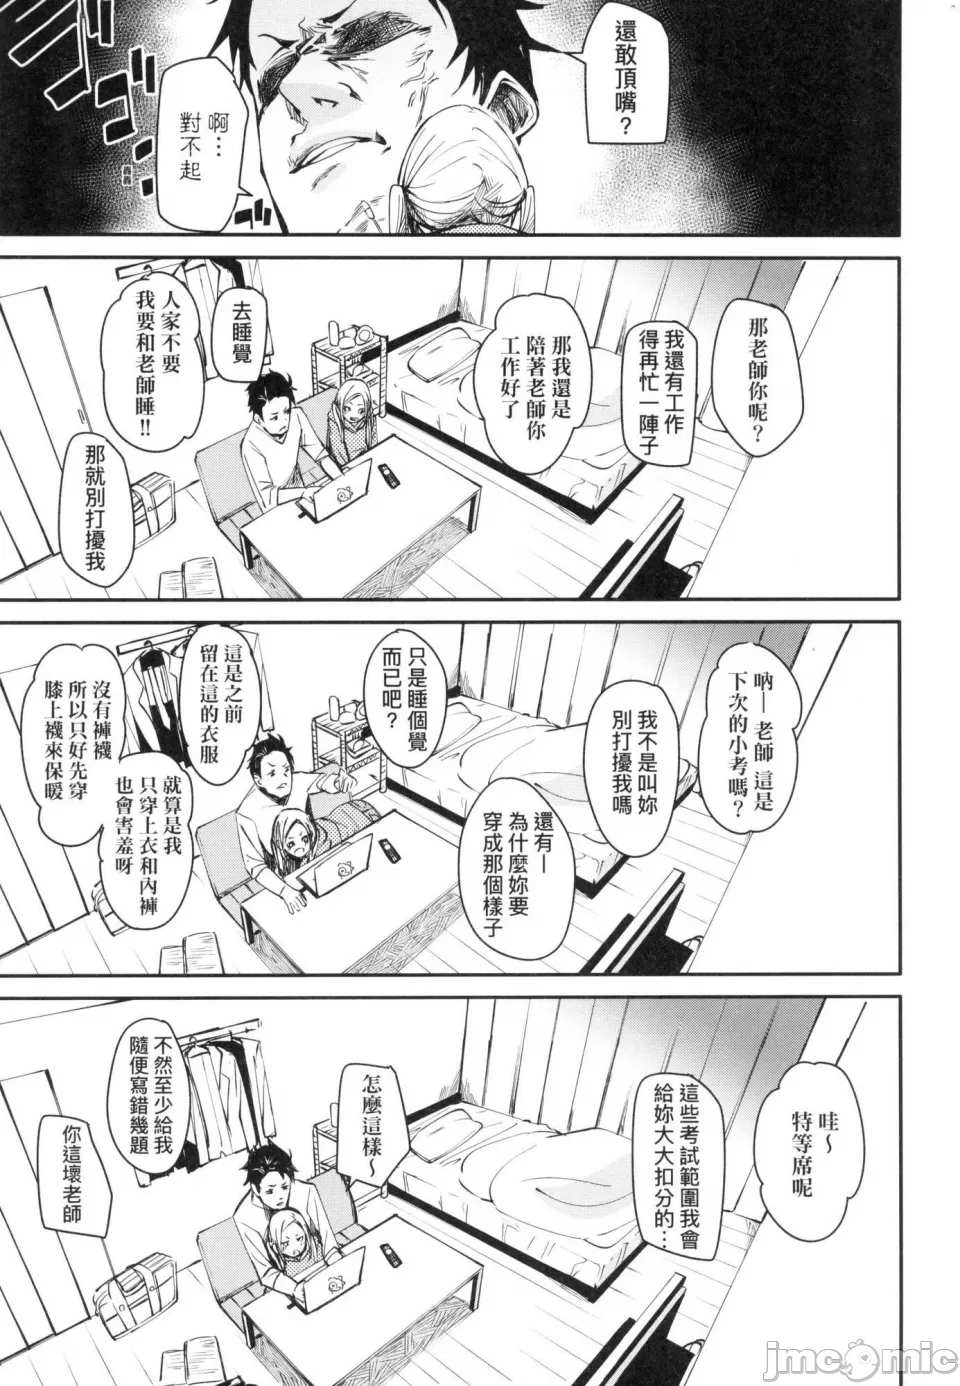 還敢頂嘴?
啊…
對不起
那老師你呢?
我還有工作
得再忙一陣子
那我還是
陪著老師你
工作好了
去睡覺
人家不要
我要和老師睡!!
那就別打擾我
吶—老師 這是
下次的小考嗎?
我不是叫妳
別打擾我嗎
還有—
為什麼妳要
穿成那個樣子
只是睡個覺
而已吧?
這是之前
留在這的衣服
就算是我
只穿上衣和內褲
也會害羞呀
沒有褲襪
所以只好先穿
膝上襪來保暖
哇~
特等席呢
這些考試範圍我會
給妳大大扣分的…
怎麼這樣~
不然至少給我
隨便寫錯幾題
你這壞老師
jmcomic